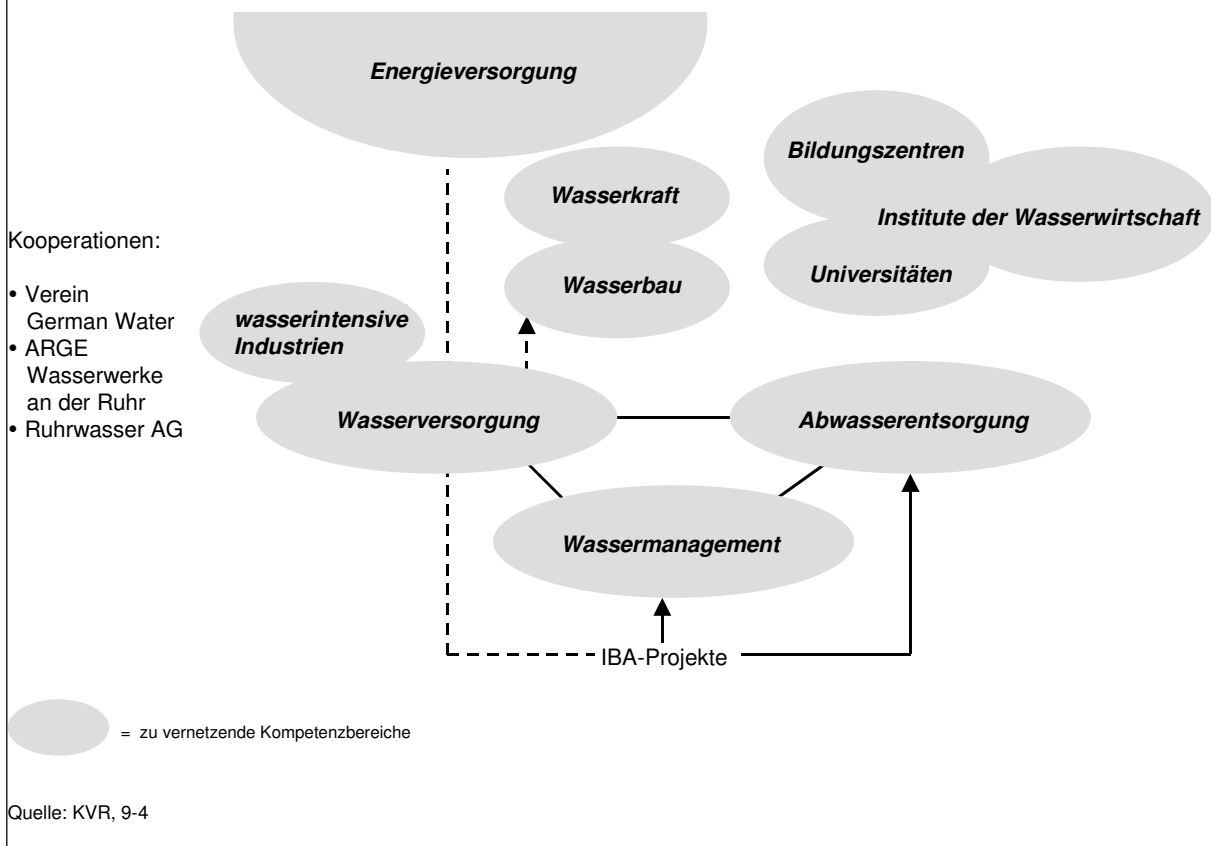 Energieversorgung
Bildungszentren
Wasserkraft
Institute der Wasserwirtschaft
Kooperationen:
Universitäten
Wasserbau
• Verein
German Water
• ARGE
Wasserwerke
an der Ruhr
• Ruhrwasser AG
wasserintensive
Industrien
Wasserversorgung
Abwasserentsorgung
Wassermanagement
IBA-Projekte
= zu vernetzende Kompetenzbereiche
Quelle: KVR, 9-4